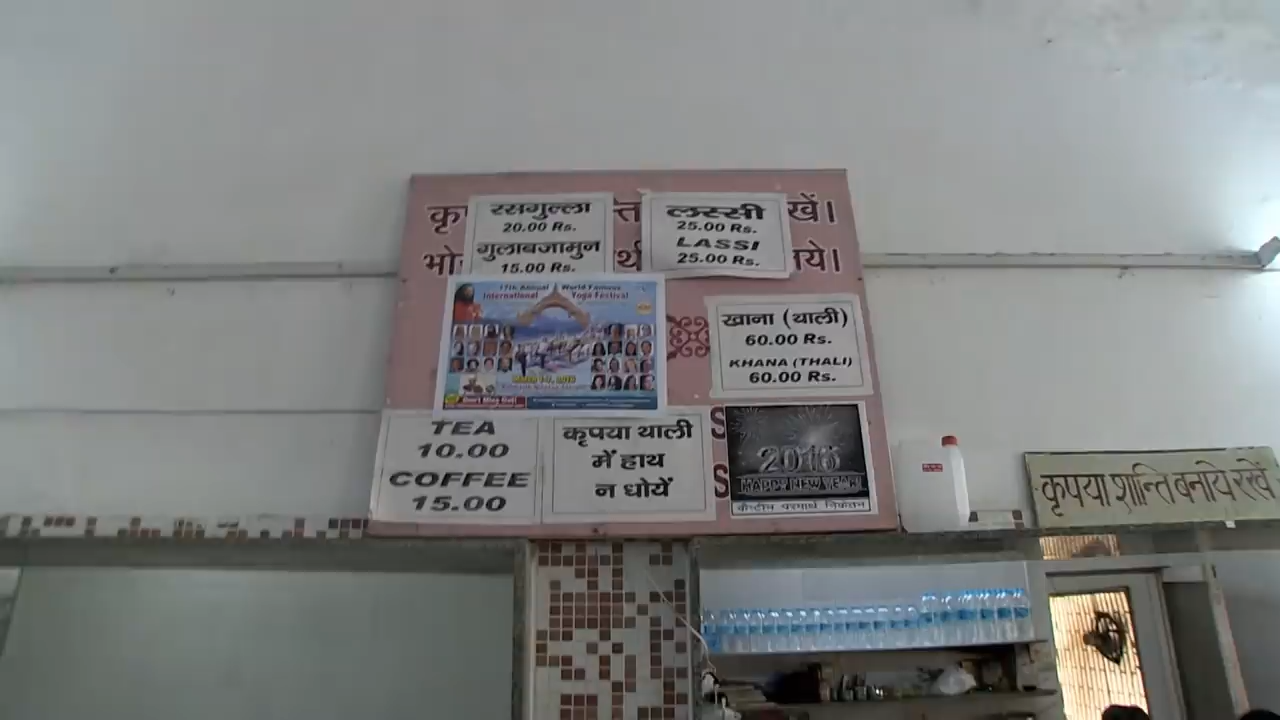 रसगुल्ला
20.00 Rs.
गुलाबजामुन
15.00 Rs.
लस्सी
25.00 Rs.
LASSI
25.00 Rs.
17th Annual World Famous
International Yoga Festival
खाना (थाली)
60.00 Rs.
KHANA (THALI)
60.00 Rs.
TEA
10.00
COFFEE
15.00
कृपया थाली
में हाथ
न धोयें
2016
HAPPY NEW YEAR
कैन्टीन परमार्थ निकेतन
कृपया शान्ति बनाये रखें